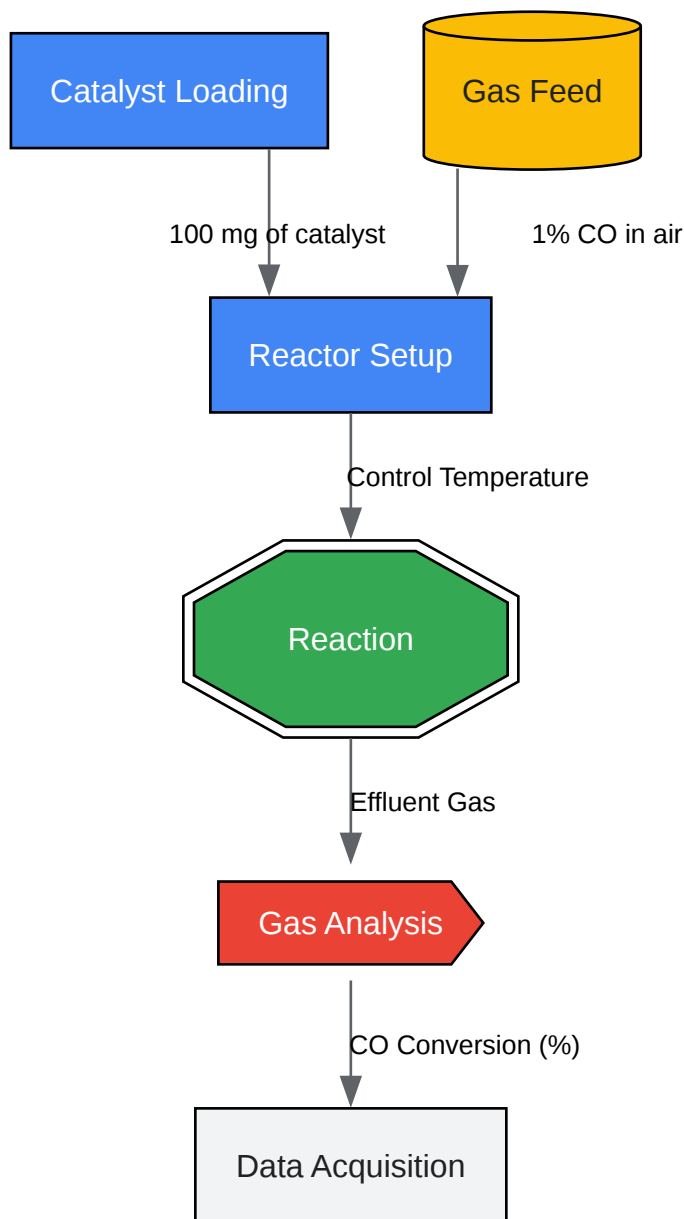 Catalyst Loading
Gas Feed
100 mg of catalyst
1% CO in air
Reactor Setup
Control Temperature
Reaction
Effluent Gas
Gas Analysis
CO Conversion (%)
Data Acquisition